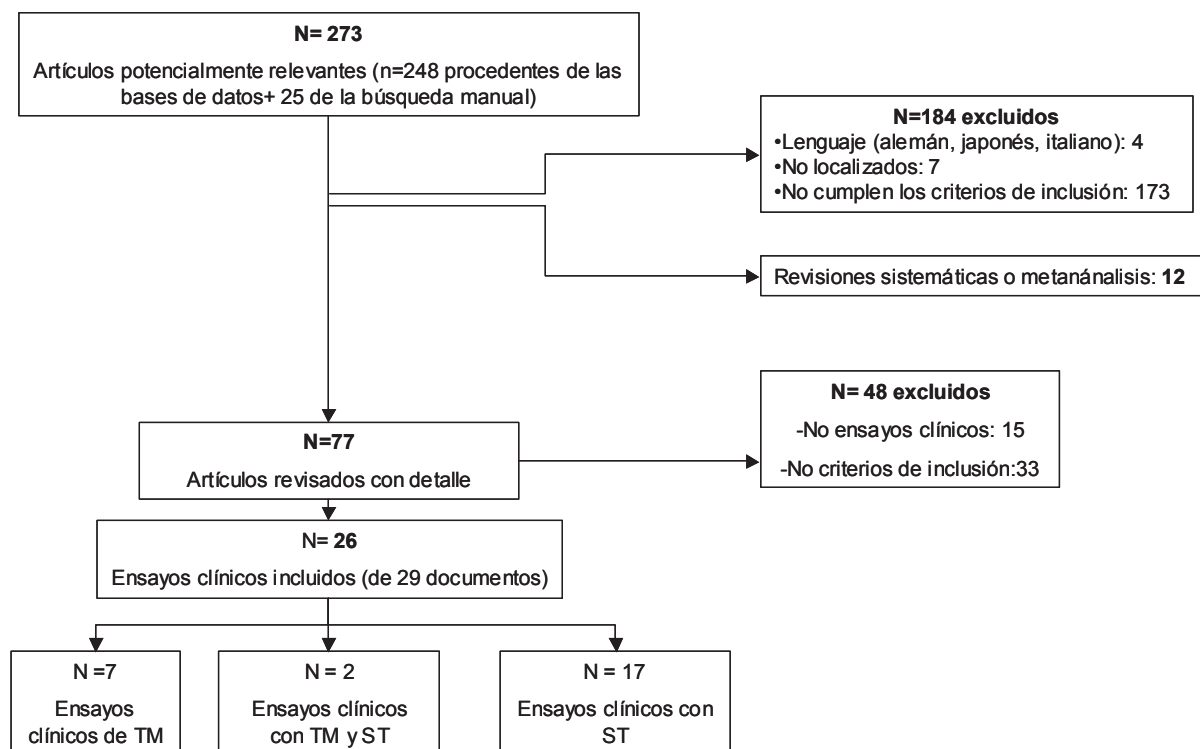 N= 273
Artículos potencialmente relevantes (n=248 procedentes de las
bases de datos+ 25 de la búsqueda manual)
N=184 excluidos
•Lenguaje (alemán, japonés, italiano): 4
•No localizados: 7
•No cumplen los criterios de inclusión: 173
Revisiones sistemáticas o metanánalisis: 12
N= 48 excluidos
-No ensayos clínicos: 15
-No criterios de inclusión:33
N=77
Artículos revisados con detalle
N= 26
Ensayos clínicos incluidos (de 29 documentos)
N =7
Ensayos
clínicos de TM
N = 2
Ensayos clínicos
con TM y ST
N = 17
Ensayos clínicos con
ST